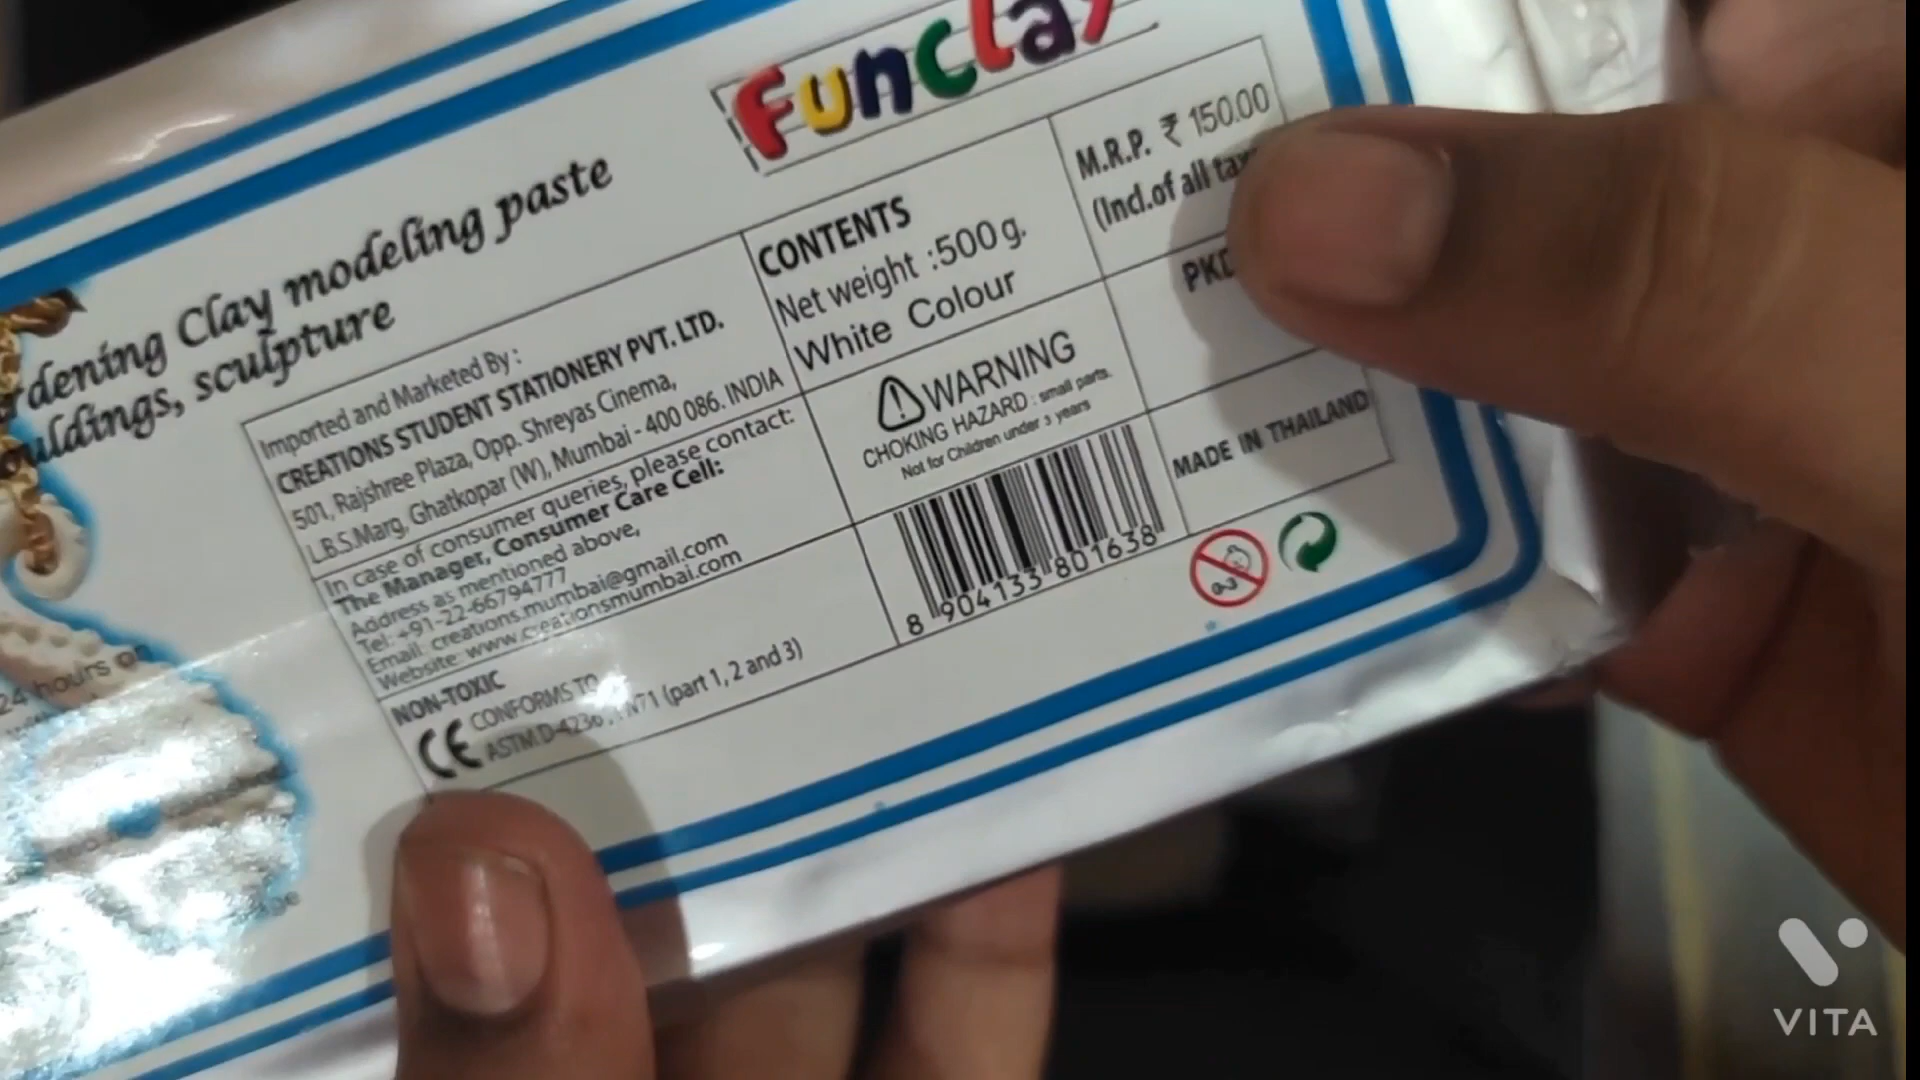 Funclay
dening Clay modeling paste
uldings, sculpture
Imported and Marketed By :
CREATIONS STUDENT STATIONERY PVT. LTD.
501, Rajshree Plaza, Opp. Shreyas Cinema,
L.B.S.Marg, Ghatkopar (W), Mumbai - 400 086. INDIA
In case of consumer queries, please contact:
The Manager, Consumer Care Cell:
Address as mentioned above,
Tel: +91-22-66794777
Email: creations.mumbai@gmail.com
Website: www.creationsmumbai.com
NON-TOXIC
CE CONFORMS TO
ASTM.D-4236 , N71 (part 1, 2 and 3)
CONTENTS
Net weight :500 g.
White Colour
WARNING
CHOKING HAZARD : small parts.
Not for Children under 3 years
8 904133 801638
M.R.P. ₹ 150.00
(Incl.of all tax
PKD
MADE IN THAILAND
24 hours on
VITA